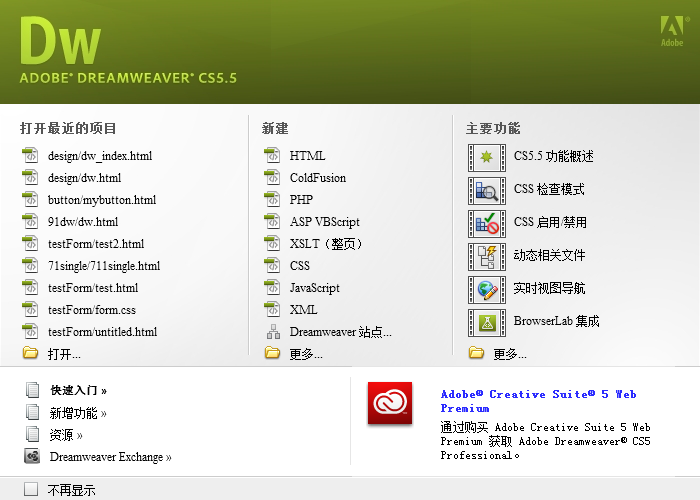 Dw
ADOBE® DREAMWEAVER® CS5.5
Adobe
打开最近的项目
design/dw_index.html
design/dw.html
button/mybutton.html
91dw/dw.html
testForm/test2.html
71single/711single.html
testForm/test.html
testForm/form.css
testForm/untitled.html
打开...
新建
HTML
ColdFusion
PHP
ASP VBScript
XSLT（整页）
CSS
JavaScript
XML
Dreamweaver 站点...
更多...
主要功能
CS5.5 功能概述
CSS 检查模式
CSS 启用/禁用
动态相关文件
实时视图导航
BrowserLab 集成
更多...
快速入门 »
新增功能 »
资源 »
Dreamweaver Exchange »
Adobe® Creative Suite® 5 Web
Premium
通过购买 Adobe Creative Suite 5 Web
Premium 获取 Adobe Dreamweaver® CS5
Professional。
不再显示